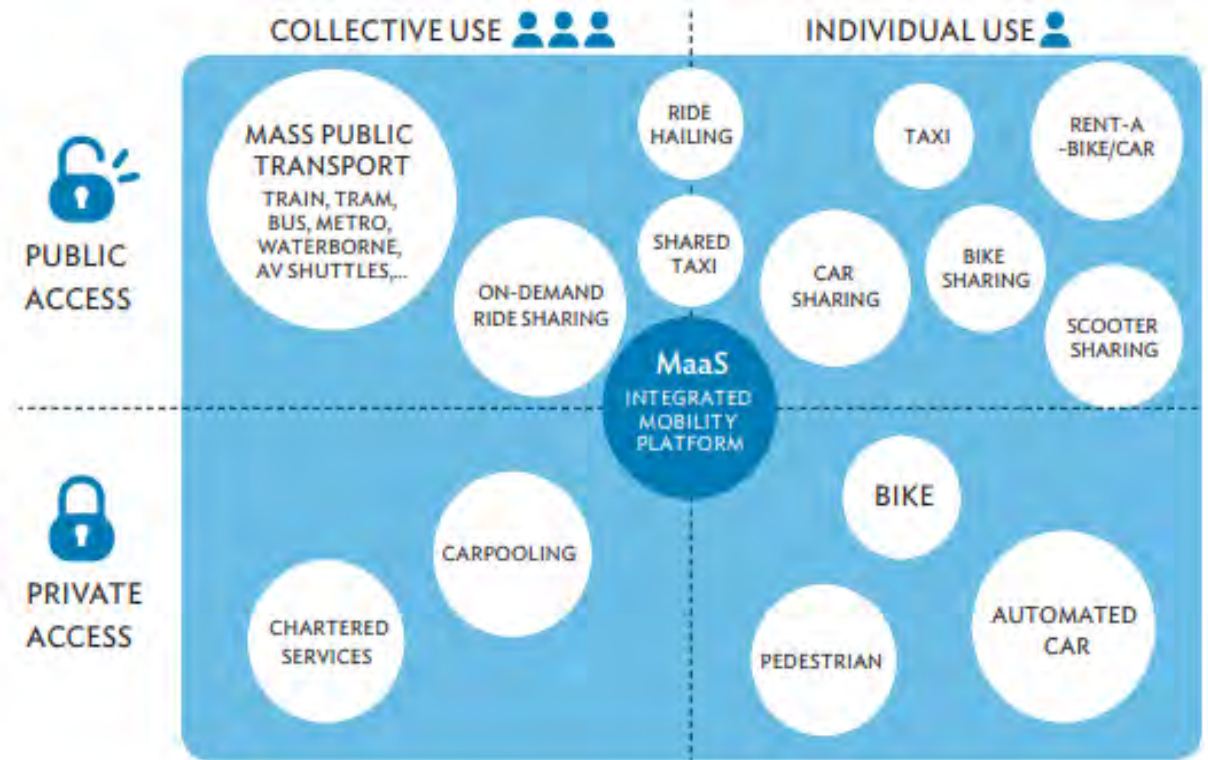 COLLECTIVE USE
INDIVIDUAL USE
PUBLIC
ACCESS
MASS PUBLIC
TRANSPORT
TRAIN, TRAM,
BUS, METRO,
WATERBORNE,
AV SHUTTLES,...
ON-DEMAND
RIDE SHARING
RIDE
HAILING
SHARED
TAXI
TAXI
RENT-A
-BIKE/CAR
CAR
SHARING
BIKE
SHARING
SCOOTER
SHARING
MaaS
INTEGRATED
MOBILITY
PLATFORM
PRIVATE
ACCESS
CARPOOLING
CHARTERED
SERVICES
BIKE
PEDESTRIAN
AUTOMATED
CAR